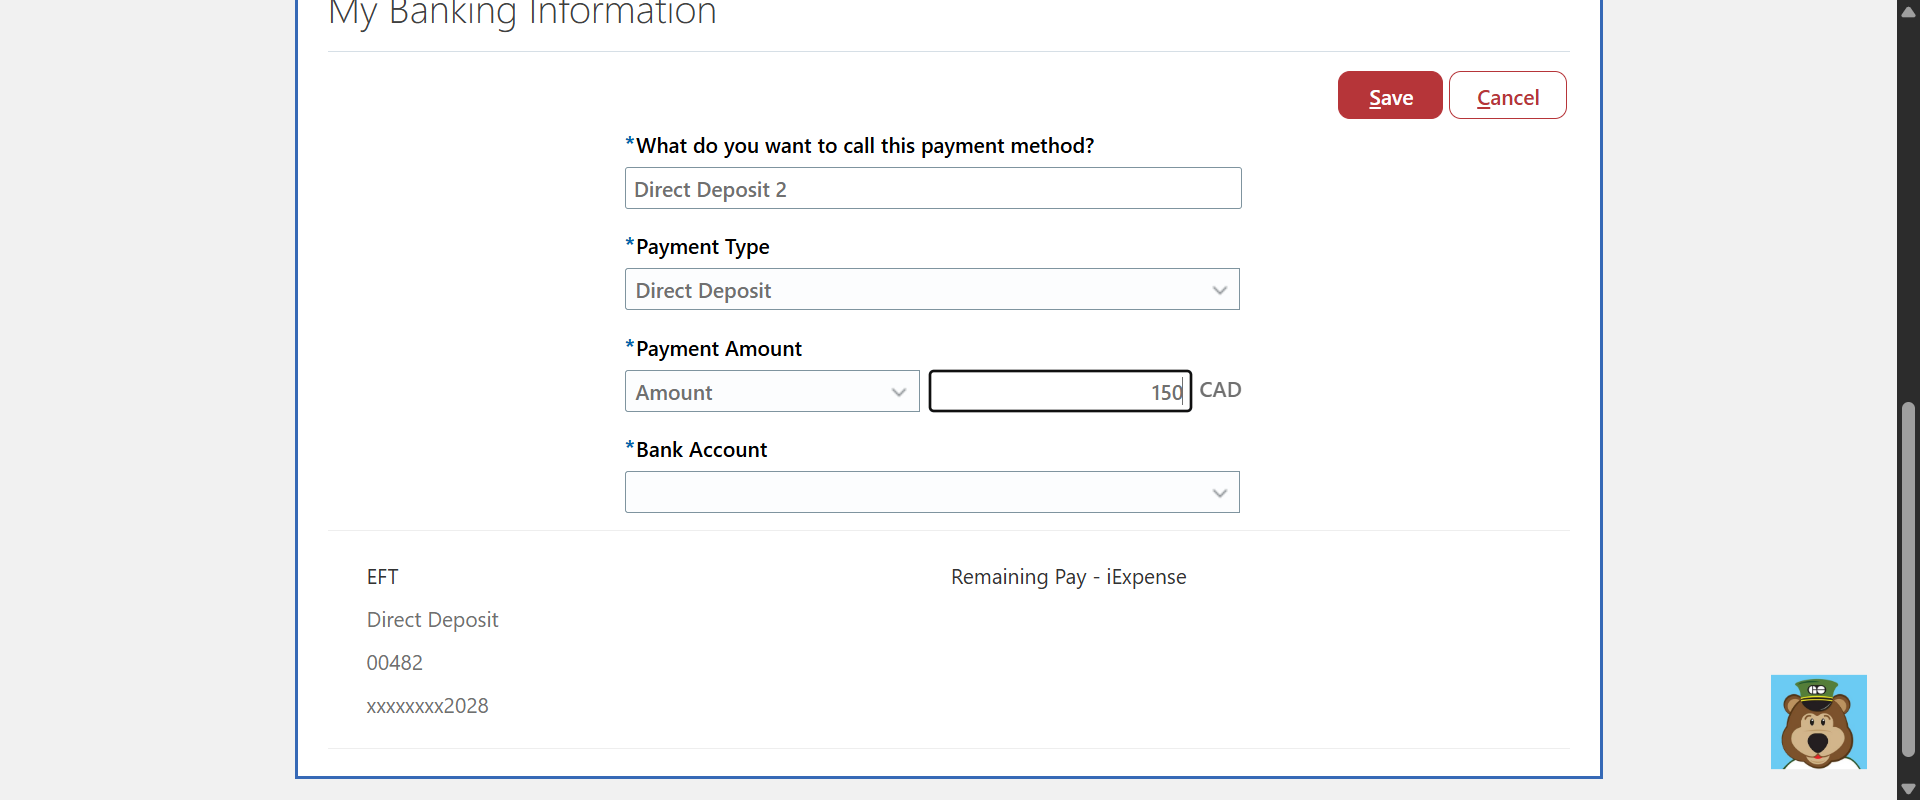 My Banking Information
Save Cancel
*What do you want to call this payment method?
Direct Deposit 2
*Payment Type
Direct Deposit
*Payment Amount
Amount 150 CAD
*Bank Account
EFT Remaining Pay - iExpense
Direct Deposit
00482
xxxxxxxx2028
GO